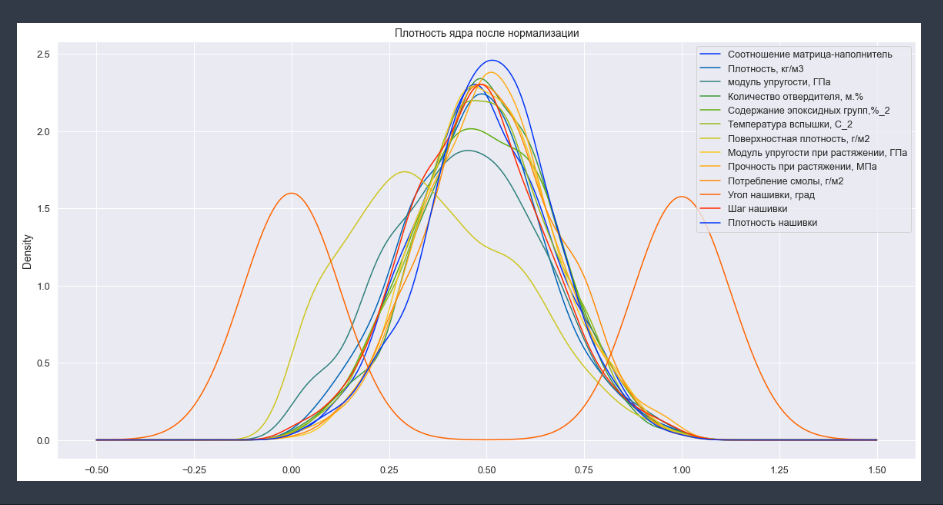 Плотность ядра после нормализации
2.5
2.0
1.5
1.0
0.5
0.0
Density
−0.50
−0.25
0.00
0.25
0.50
0.75
1.00
1.25
1.50
Соотношение матрица-наполнитель
Плотность, кг/м3
модуль упругости, ГПа
Количество отвердителя, м.%
Содержание эпоксидных групп,%_2
Температура вспышки, С_2
Поверхностная плотность, г/м2
Модуль упругости при растяжении, ГПа
Прочность при растяжении, МПа
Потребление смолы, г/м2
Угол нашивки, град
Шаг нашивки
Плотность нашивки